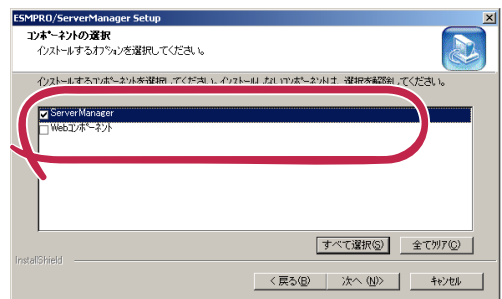 ESMPRO/ServerManager Setup
コンポーネントの選択
インストールするオプションを選択してください。
インストールするコンポーネントを選択してください。インストールしないコンポーネントは、選択を解除してください。
ServerManager
Webコンポーネント
すべて選択(S)
全てクリア(C)
InstallShield
< 戻る(B)
次へ (N)>
キャンセル